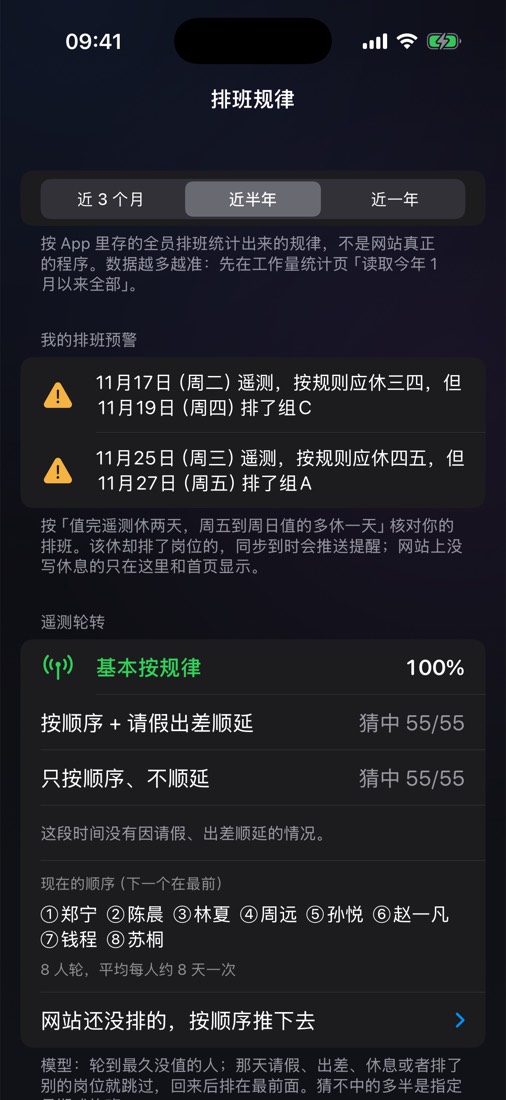 09:41
排班规律
近 3 个月
近半年
近一年
按 App 里存的全员排班统计出来的规律，不是网站真正
的程序。数据越多越准：先在工作量统计页「读取今年 1
月以来全部」。
我的排班预警
11月17日 (周二) 遥测，按规则应休三四，但
11月19日 (周四) 排了组C
11月25日 (周三) 遥测，按规则应休四五，但
11月27日 (周五) 排了组A
按「值完遥测休两天，周五到周日值的多休一天」核对你的
排班。该休却排了岗位的，同步到时会推送提醒；网站上没
写休息的只在这里和首页显示。
遥测轮转
基本按规律
100%
按顺序 + 请假出差顺延
猜中 55/55
只按顺序、不顺延
猜中 55/55
这段时间没有因请假、出差顺延的情况。
现在的顺序 (下一个在最前)
①郑宁 ②陈晨 ③林夏 ④周远 ⑤孙悦 ⑥赵一凡
⑦钱程 ⑧苏桐
8 人轮，平均每人约 8 天一次
网站还没排的，按顺序推下去
模型：轮到最久没值的人；那天请假、出差、休息或者排了
别的岗位就跳过，回来后排在最前面。猜不中的多半是指定